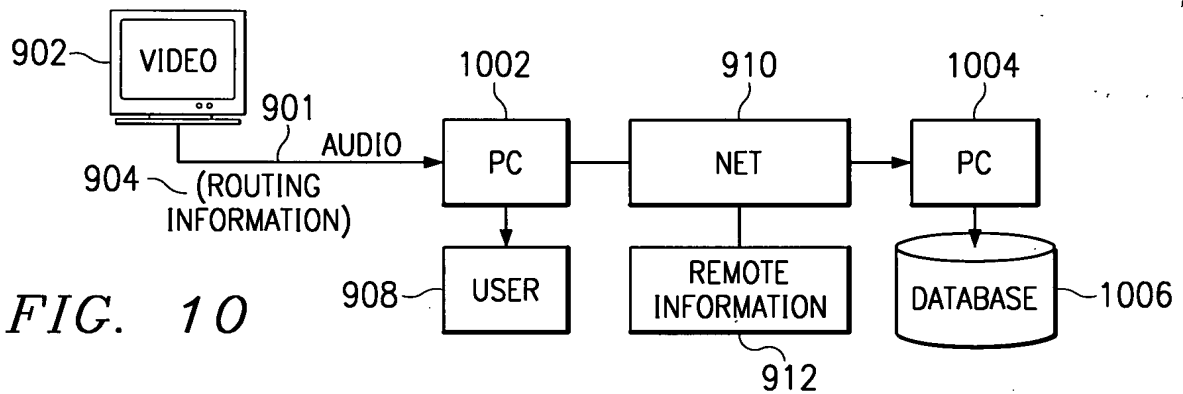 902
VIDEO
901
AUDIO
904
(ROUTING
INFORMATION)
1002
PC
910
NET
1004
PC
908
USER
REMOTE
INFORMATION
912
DATABASE
1006
FIG. 10